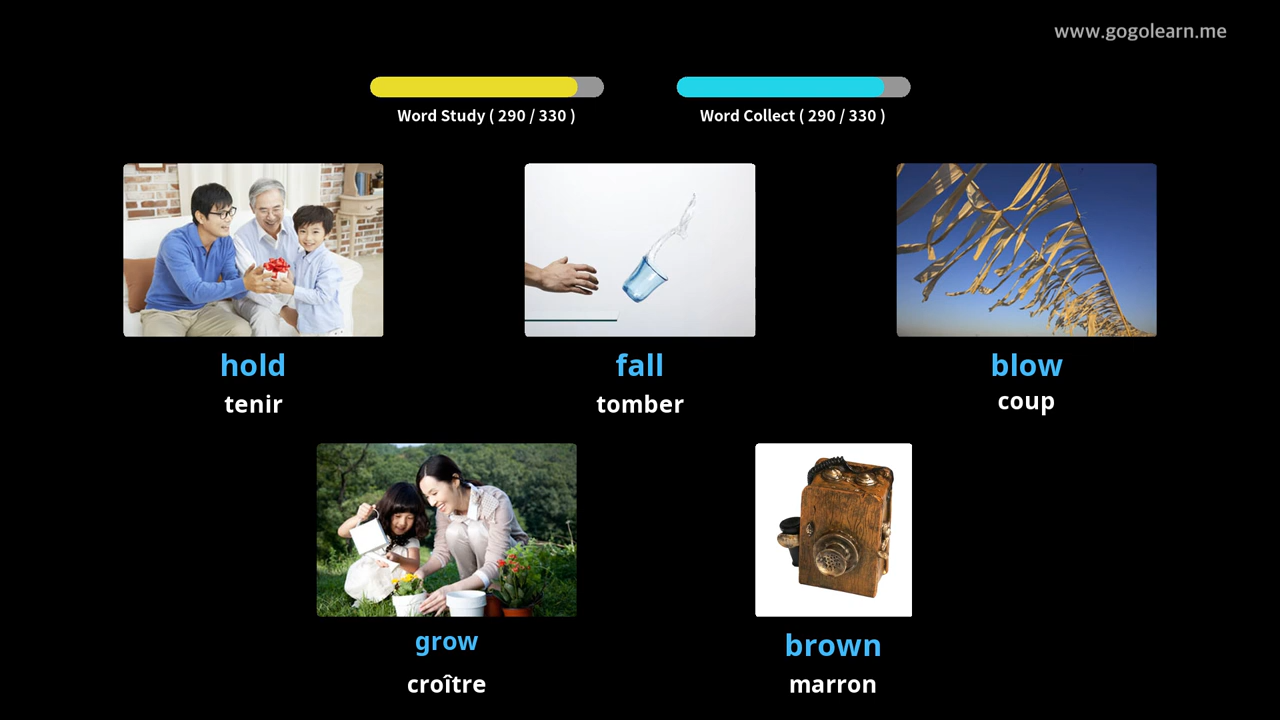 www.gogolearn.me
Word Study ( 290 / 330 )
Word Collect ( 290 / 330 )
hold
tenir
fall
tomber
blow
coup
grow
croître
brown
marron